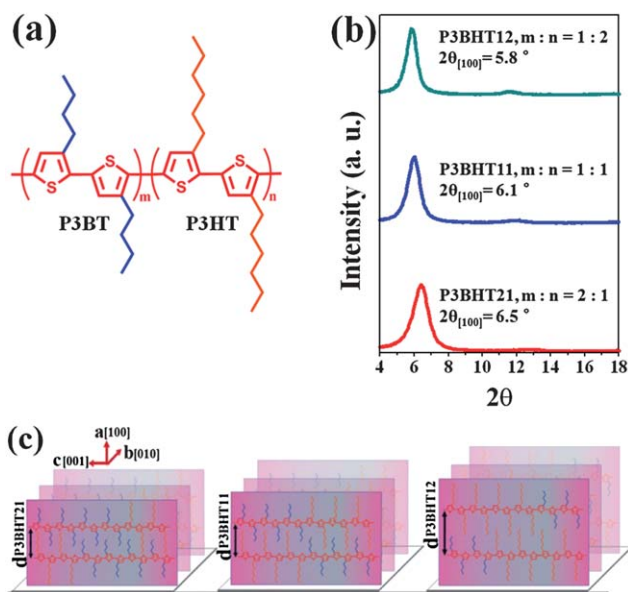 (a)
S
S
S
S
m
n
P3BT
P3HT
(b)
P3BHT12, m : n = 1 : 2
2θ[100]= 5.8 °
P3BHT11, m : n = 1 : 1
2θ[100]= 6.1 °
P3BHT21, m : n = 2 : 1
2θ[100]= 6.5 °
Intensity (a. u.)
4 6 8 10 12 14 16 18
2θ
(c)
a[100]
b[010]
c[001]
dP3BHT21
dP3BHT11
dP3BHT12